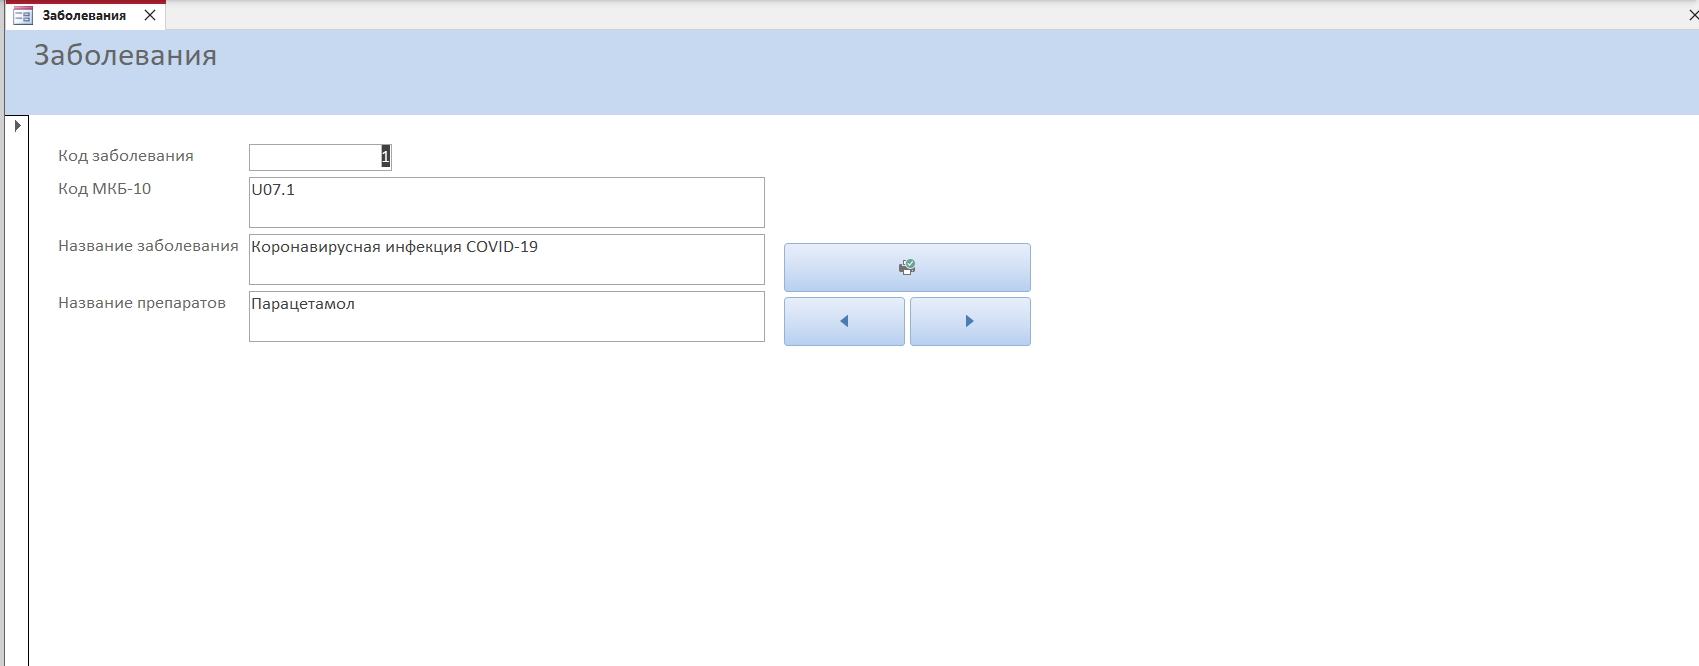 Заболевания
Заболевания
Код заболевания 1
Код МКБ-10 U07.1
Название заболевания Коронавирусная инфекция COVID-19
Название препаратов Парацетамол